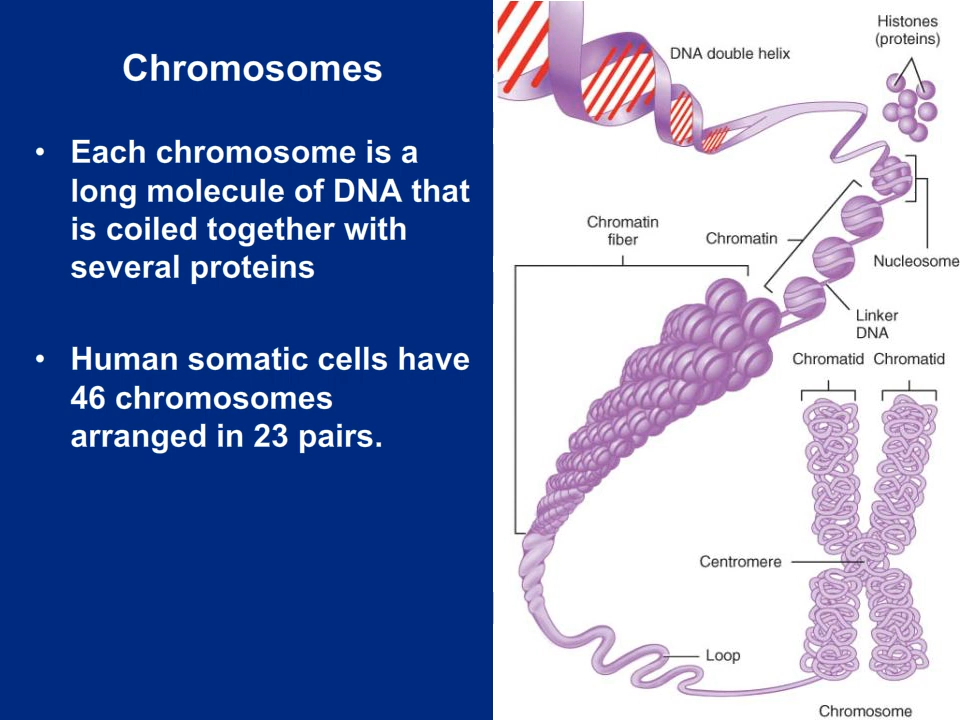 Chromosomes
• Each chromosome is a
long molecule of DNA that
is coiled together with
several proteins
• Human somatic cells have
46 chromosomes
arranged in 23 pairs.
Histones
(proteins)
DNA double helix
Chromatin
fiber
Chromatin
Nucleosome
Linker
DNA
Chromatid Chromatid
Centromere
Loop
Chromosome